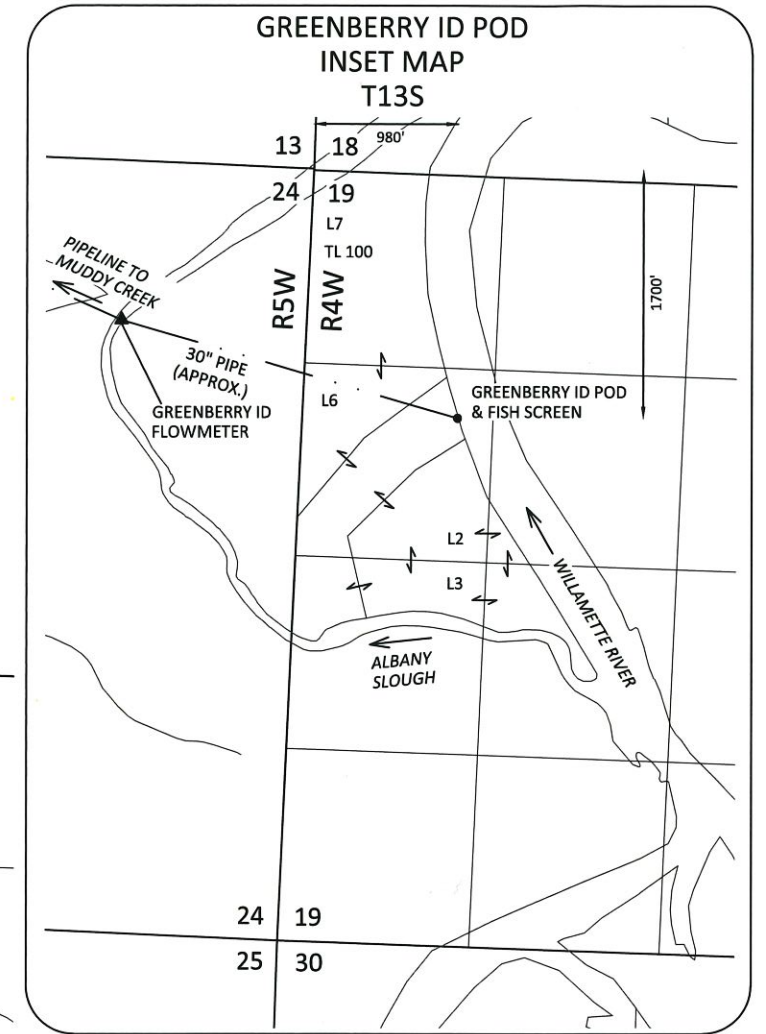 GREENBERRY ID POD
INSET MAP
T13S
980'
13 18
24 19
L7
TL 100
PIPELINE TO
MUDDY CREEK
R5W
R4W
1700'
30" PIPE
(APPROX.)
L6
GREENBERRY ID POD
& FISH SCREEN
GREENBERRY ID
FLOWMETER
L2
L3
WILLAMETTE RIVER
ALBANY
SLOUGH
24 19
25 30